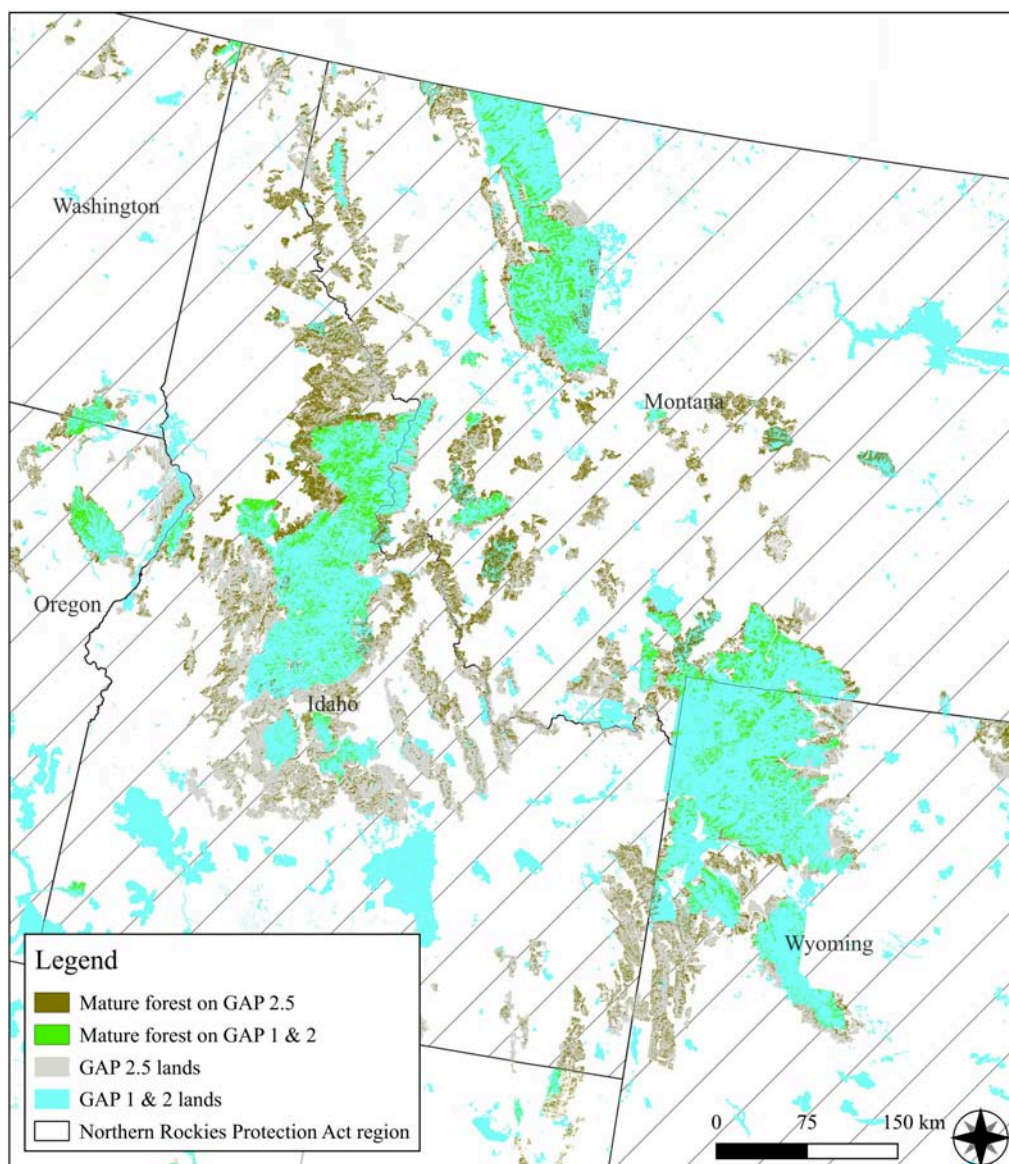 Washington
Montana
Oregon
Idaho
Wyoming
Legend
Mature forest on GAP 2.5
Mature forest on GAP 1 & 2
GAP 2.5 lands
GAP 1 & 2 lands
Northern Rockies Protection Act region
0 75 150 km